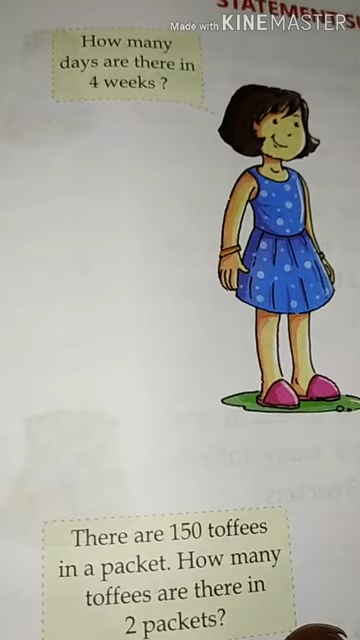 STATEMENT
Made with KINEMASTER
How many
days are there in
4 weeks ?
There are 150 toffees
in a packet. How many
toffees are there in
2 packets?